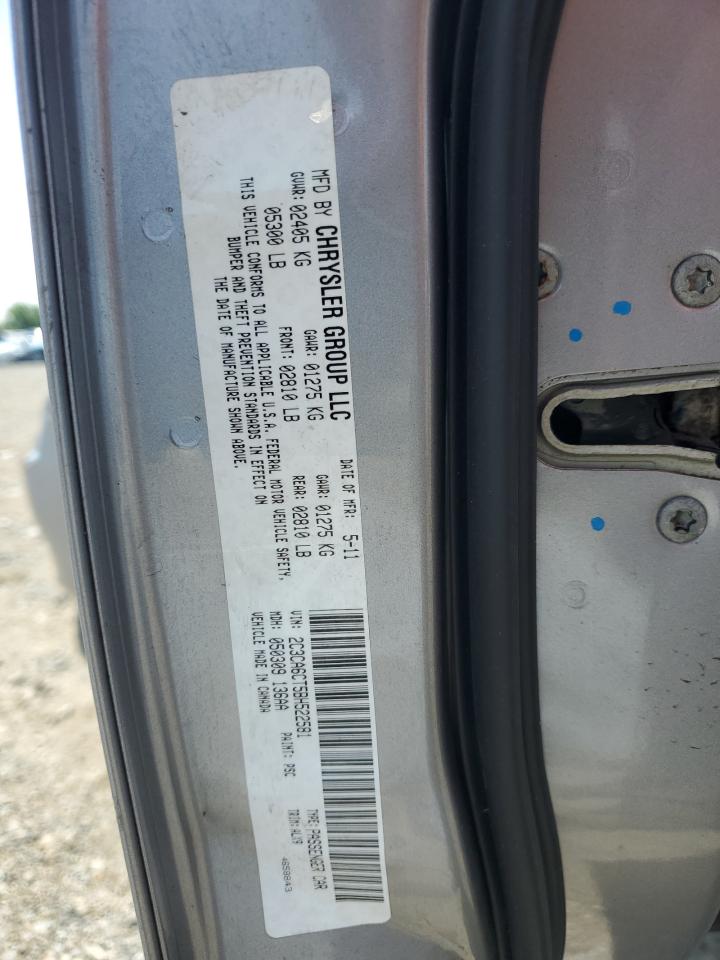 MFD BY CHRYSLER GROUP LLC
DATE OF MFR: 5-11
GVWR: 02405 KG
GAWR: 01275 KG
GAWR: 01275 KG
05300 LB
FRONT: 02810 LB
REAR: 02810 LB
THIS VEHICLE CONFORMS TO ALL APPLICABLE U.S.A. FEDERAL MOTOR VEHICLE SAFETY,
BUMPER AND THEFT PREVENTION STANDARDS IN EFFECT ON
THE DATE OF MANUFACTURE SHOWN ABOVE.
VIN: 2C3CA6CT5BH522581
TYPE: PASSENGER CAR
MDH: 050309 136AA
PAINT: PSC
TRIM: ALX9
VEHICLE MADE IN CANADA
4658843